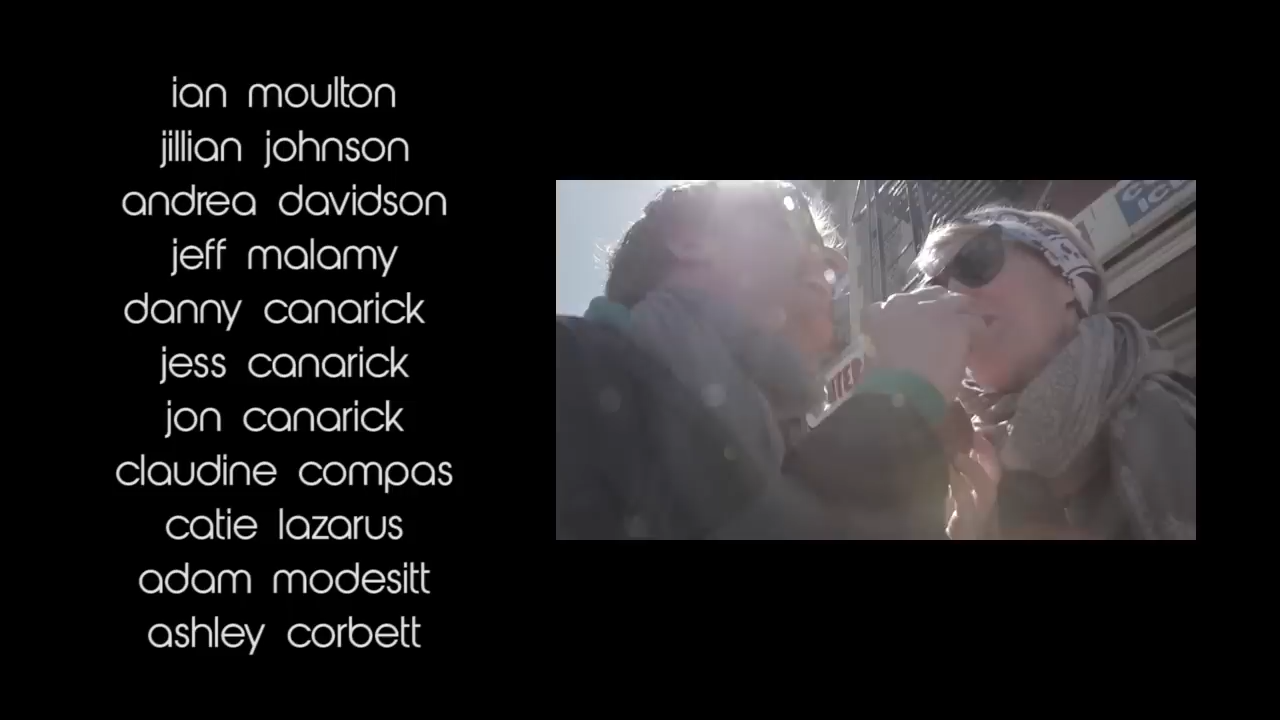 ian moulton
jillian johnson
andrea davidson
jeff malamy
danny canarick
jess canarick
jon canarick
claudine compas
catie lazarus
adam modesitt
ashley corbett